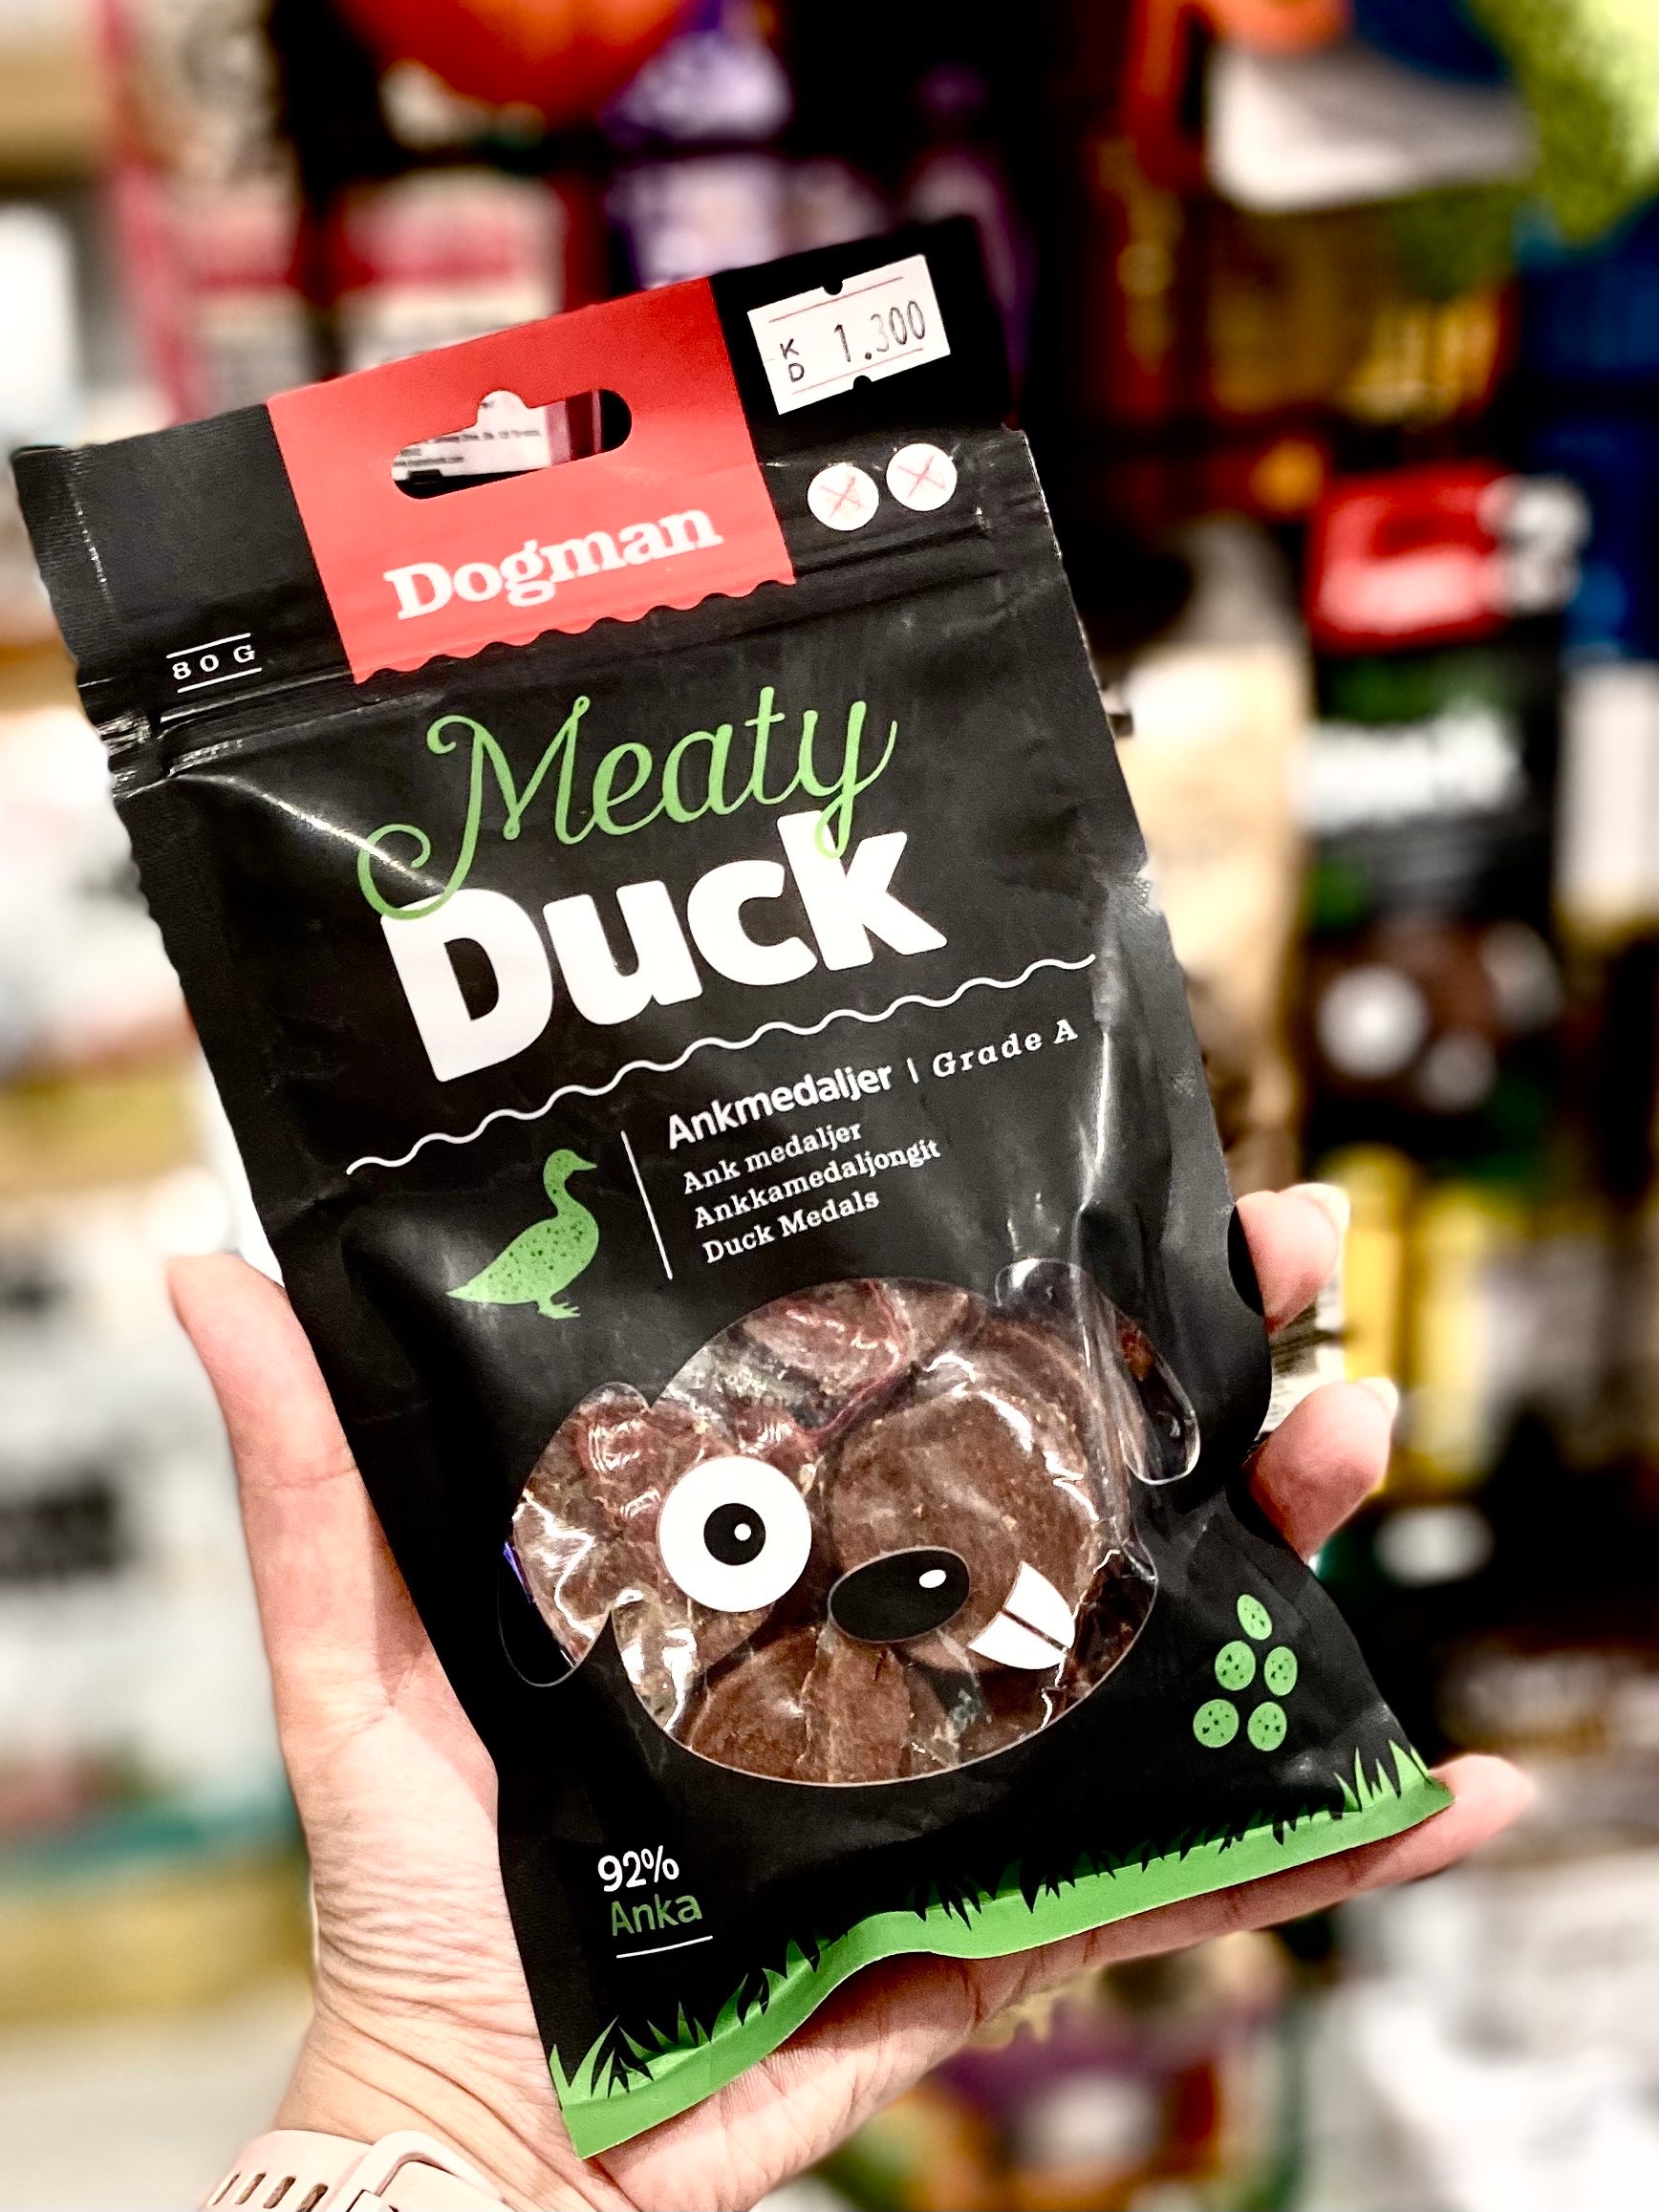 KD 1.300
Dogman
80 G
Meaty
Duck
Ankmedaljer | Grade A
Ank medaljer
Ankkamedaljongit
Duck Medals
92%
Anka